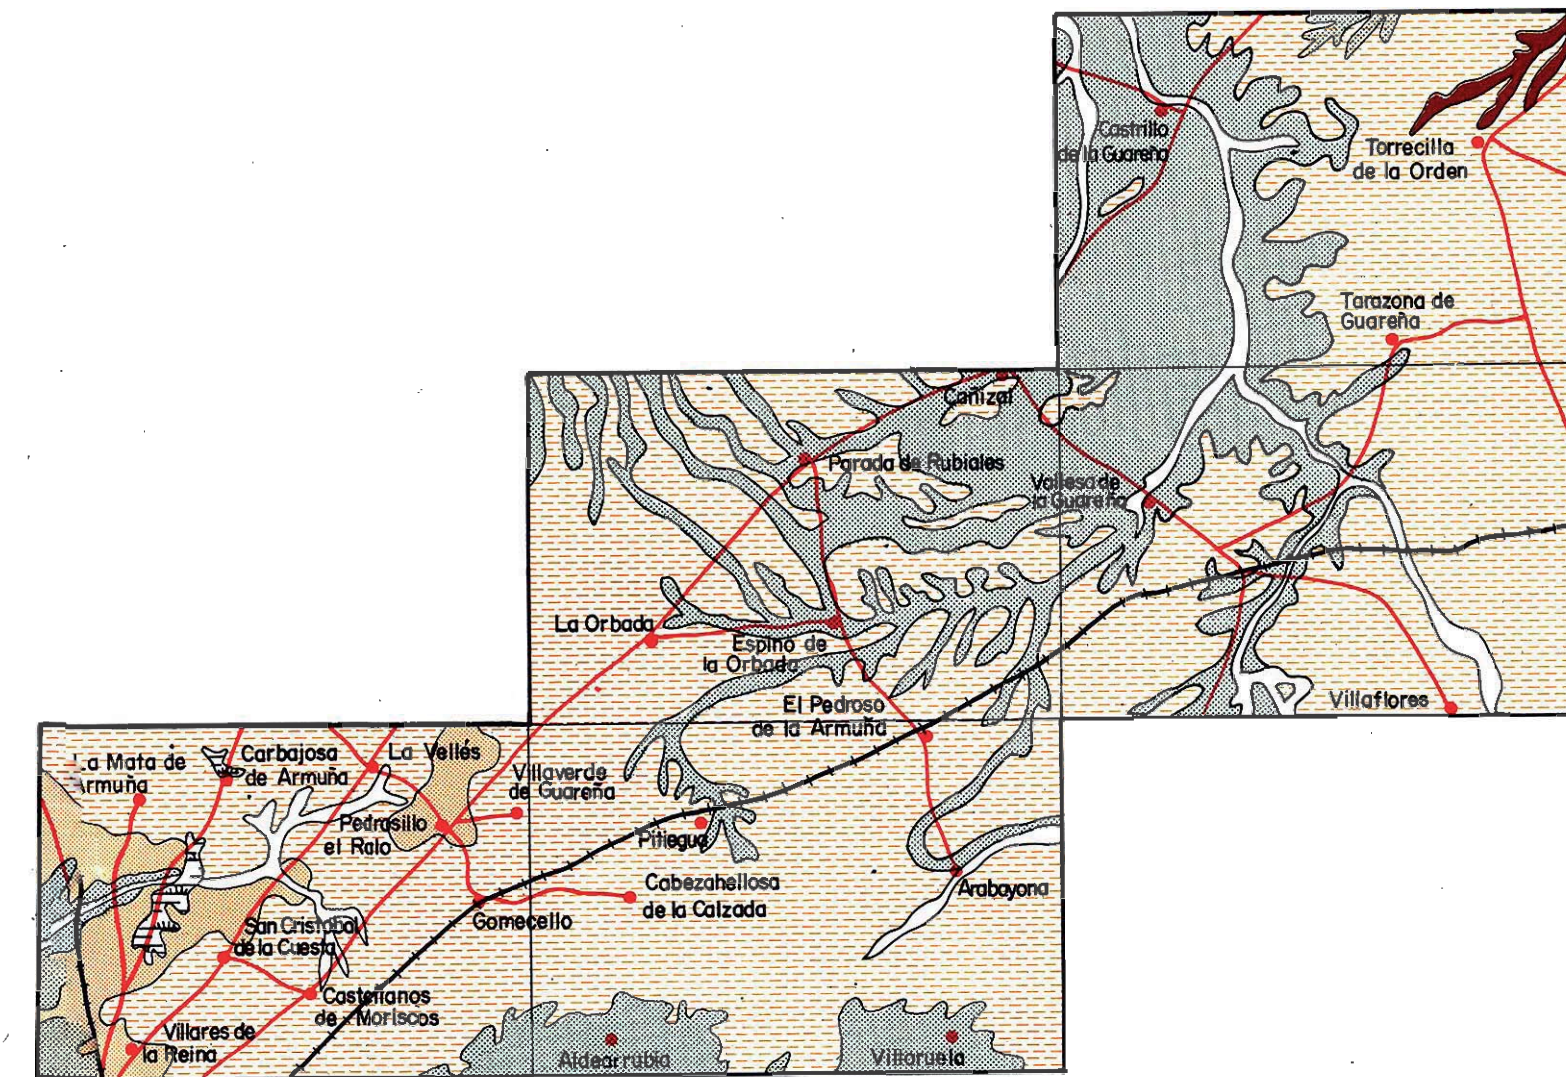 Castrillo
de la Guareña
Torrecilla
de la Orden
Tarazona de
Guareña
Cañizal
Parada de Rubiales
Vallesa de
la Guareña
La Orbada
Espino de
la Orbada
El Pedroso
de la Armuña
Villaflores
La Mata de
Armuña
Carbajosa
de Armuña
La Vellés
Villaverde
de Guareña
Pedrosillo
el Ralo
Pitiegua
Cabezahellosa
de la Calzada
Arabayona
Gomecello
San Cristobal
de la Cuesta
Castellanos
de Moriscos
Villares de
la Reina
Aldearrubia
Villoruela